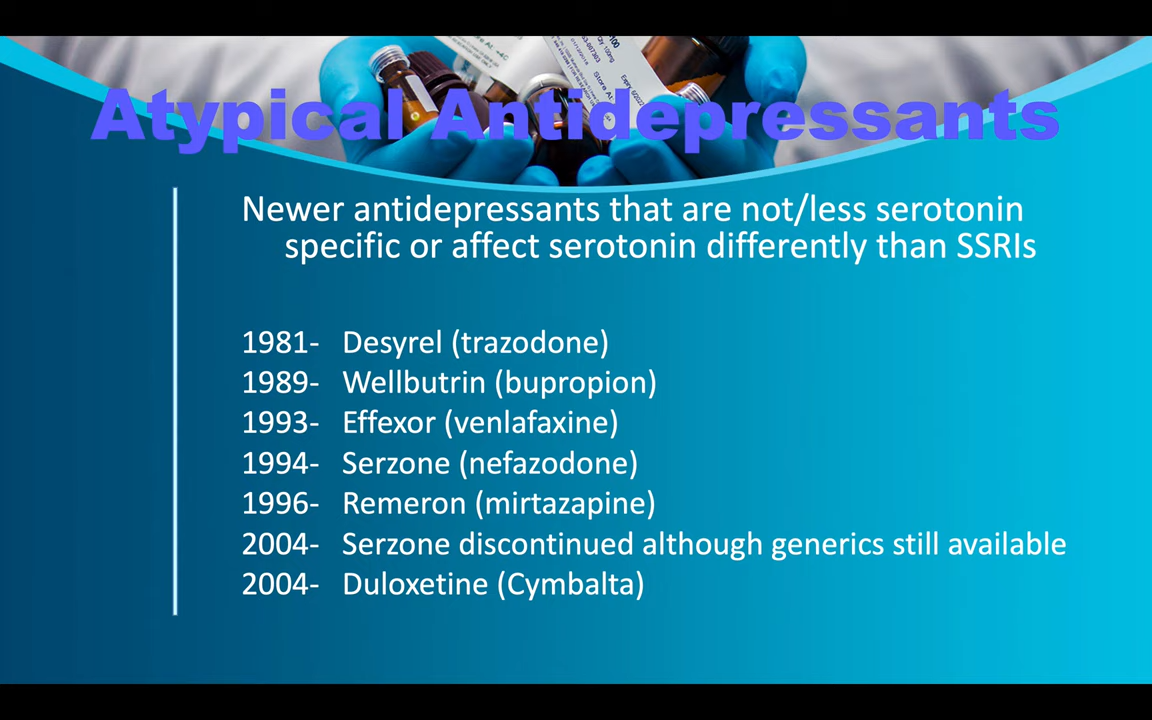 Atypical Antidepressants
Newer antidepressants that are not/less serotonin
specific or affect serotonin differently than SSRIs
1981- Desyrel (trazodone)
1989- Wellbutrin (bupropion)
1993- Effexor (venlafaxine)
1994- Serzone (nefazodone)
1996- Remeron (mirtazapine)
2004- Serzone discontinued although generics still available
2004- Duloxetine (Cymbalta)